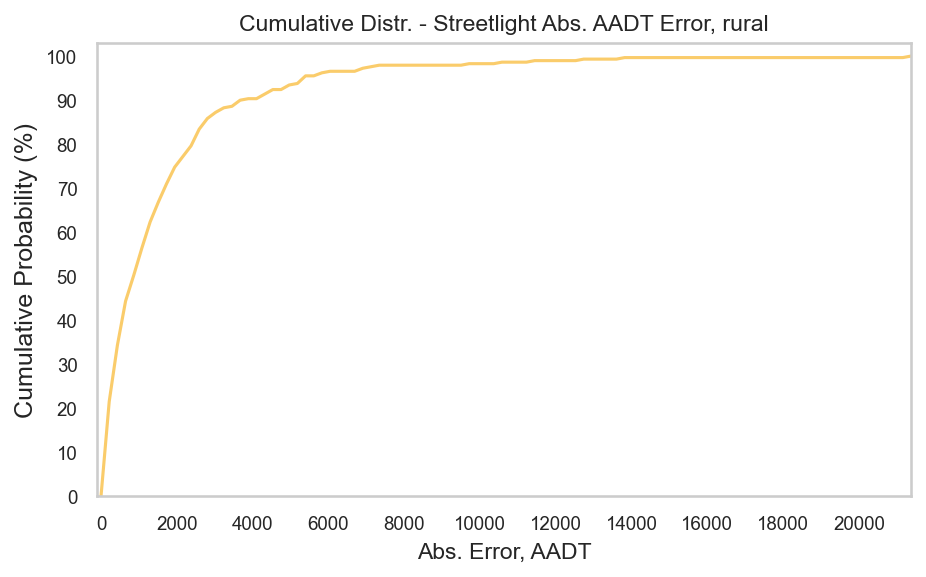 Cumulative Distr. - Streetlight Abs. AADT Error, rural
Cumulative Probability (%)
100
90
80
70
60
50
40
30
20
10
0
0 2000 4000 6000 8000 10000 12000 14000 16000 18000 20000
Abs. Error, AADT